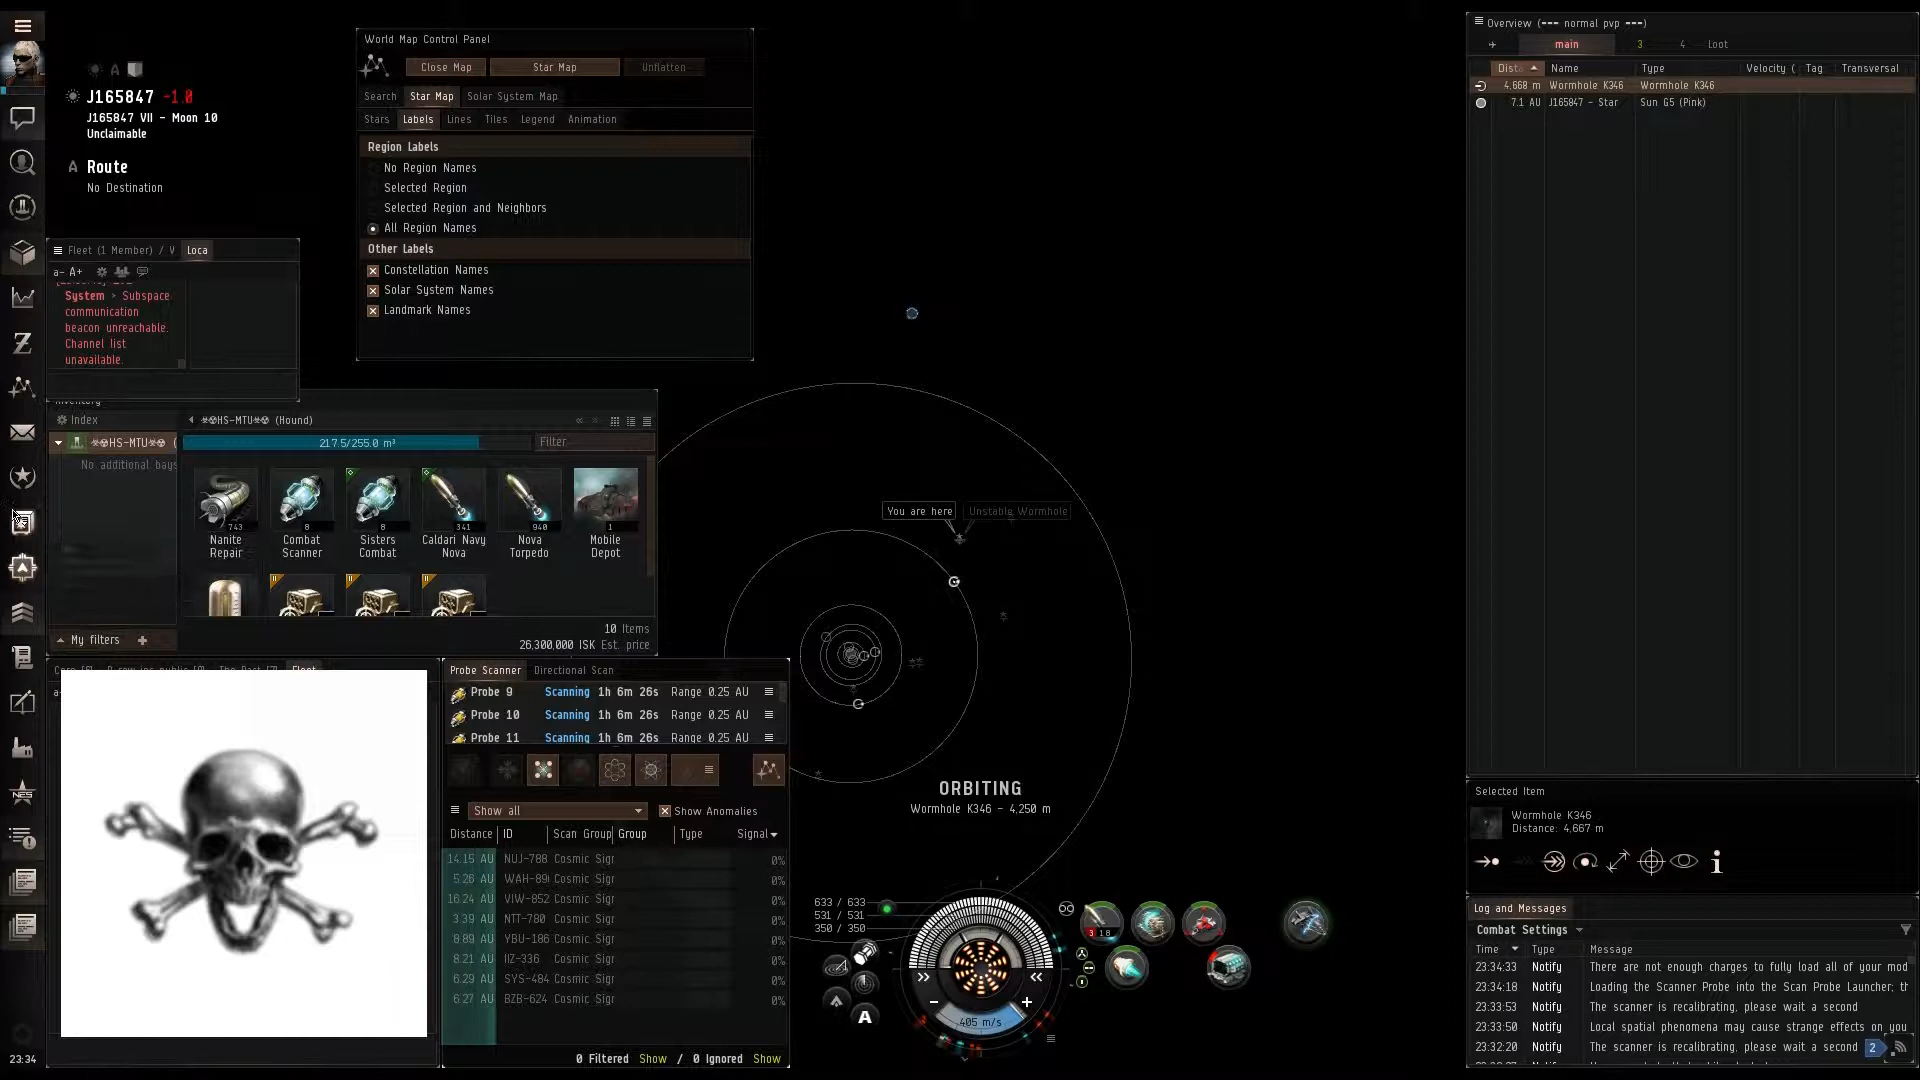 J165847 -1.0
J165847 VII - Moon 10
Unclaimable
A Route
No Destination
World Map Control Panel
Close Map
Star Map
Unflatten
Search
Star Map
Solar System Map
Stars
Labels
Lines
Tiles
Legend
Animation
Region Labels
No Region Names
Selected Region
Selected Region and Neighbors
All Region Names
Other Labels
Constellation Names
Solar System Names
Landmark Names
Fleet (1 Member) / V
Loca
a- A+
System > Subspace
communication
beacon unreachable.
Channel list
unavailable.
Index
HS-MTU (Hound)
HS-MTU (
217.5/255.0 m³
Filter
No additional bays
743
8
8
341
940
1
Nanite
Repair
Combat
Scanner
Sisters
Combat
Caldari Navy
Nova
Nova
Torpedo
Mobile
Depot
My filters +
10 Items
26,300,000 ISK Est. price
You are here
Unstable Wormhole
Probe Scanner
Directional Scan
Probe 9 Scanning 1h 6m 26s Range 0.25 AU
Probe 10 Scanning 1h 6m 26s Range 0.25 AU
Probe 11 Scanning 1h 6m 26s Range 0.25 AU
Show all
Show Anomalies
Distance ID Scan Group Group Type Signal
14.15 AU NUJ-788 Cosmic Sigr 0%
5.26 AU WAH-89 Cosmic Sigr 0%
16.24 AU VIW-852 Cosmic Sigr 0%
3.39 AU NTT-780 Cosmic Sigr 0%
8.89 AU YBU-186 Cosmic Sigr 0%
8.21 AU IIZ-336 Cosmic Sigr 0%
6.29 AU SYS-484 Cosmic Sigr 0%
6.27 AU BZB-624 Cosmic Sigr 0%
0 Filtered Show / 0 Ignored Show
ORBITING
Wormhole K346 - 4,250 m
633 / 633
531 / 531
350 / 350
318
A
405 m/s
23:34
Overview (--- normal pvp ---)
main
3
4
Loot
Dist Name Type Velocity ( Tag Transversal
4,668 m Wormhole K346 Wormhole K346
7.1 AU J165847 - Star Sun G5 (Pink)
Selected Item
Wormhole K346
Distance: 4,667 m
Log and Messages
Combat Settings
Time Type Message
23:34:33 Notify There are not enough charges to fully load all of your mod
23:34:18 Notify Loading the Scanner Probe into the Scan Probe Launcher; th
23:33:53 Notify The scanner is recalibrating, please wait a second
23:33:50 Notify Local spatial phenomena may cause strange effects on you
23:32:20 Notify The scanner is recalibrating, please wait a second
2